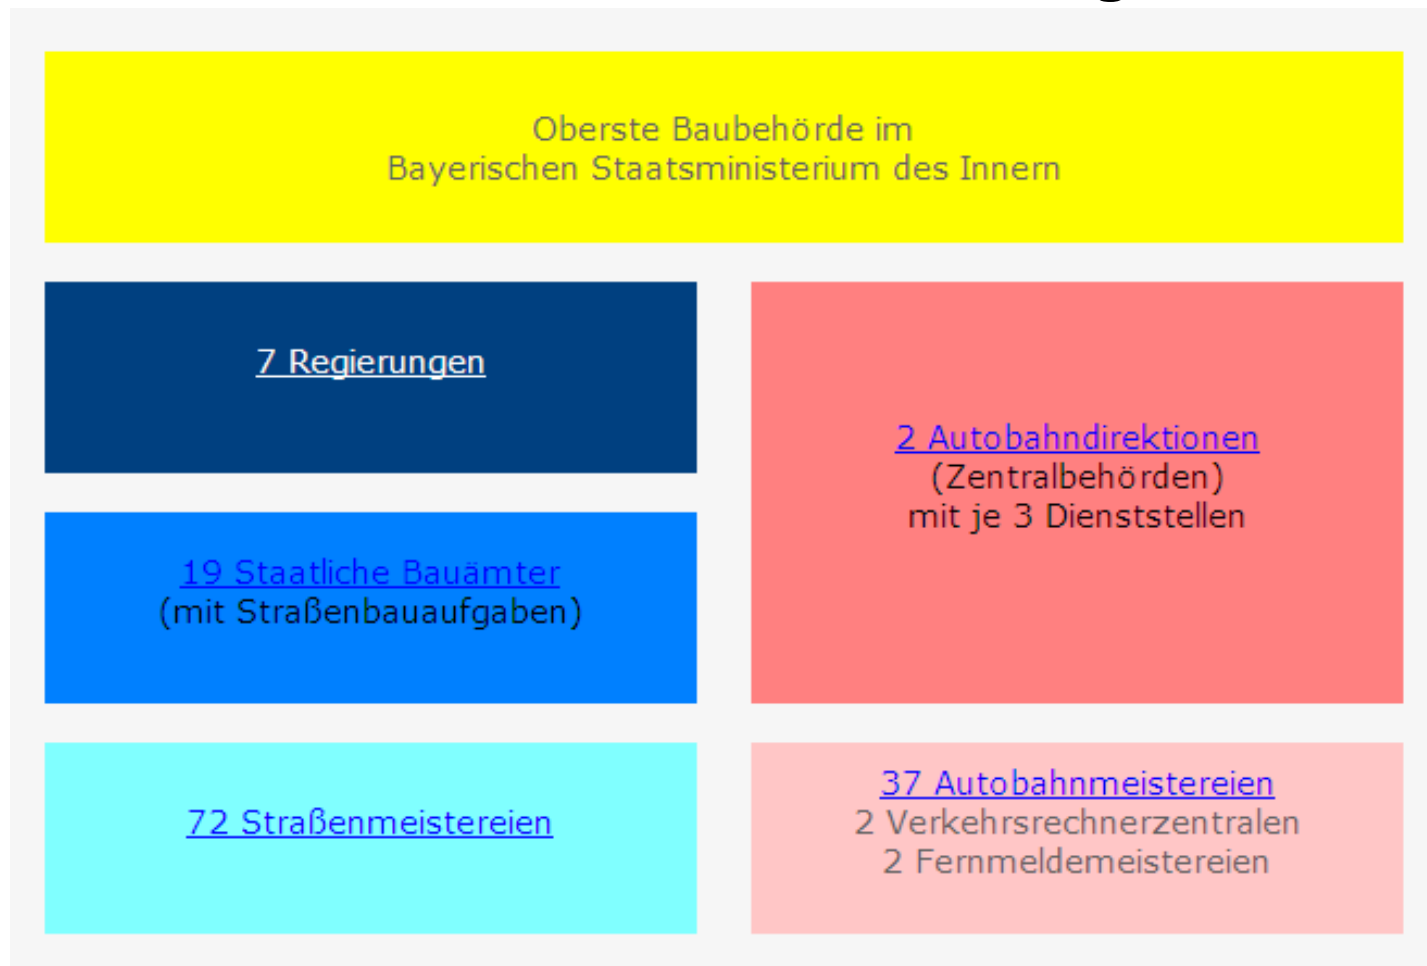 Oberste Baubehörde im
Bayerischen Staatsministerium des Innern
7 Regierungen
19 Staatliche Bauämter
(mit Straßenbauaufgaben)
2 Autobahndirektionen
(Zentralbehörden)
mit je 3 Dienststellen
72 Straßenmeistereien
37 Autobahnmeistereien
2 Verkehrsrechnerzentralen
2 Fernmeldemeistereien